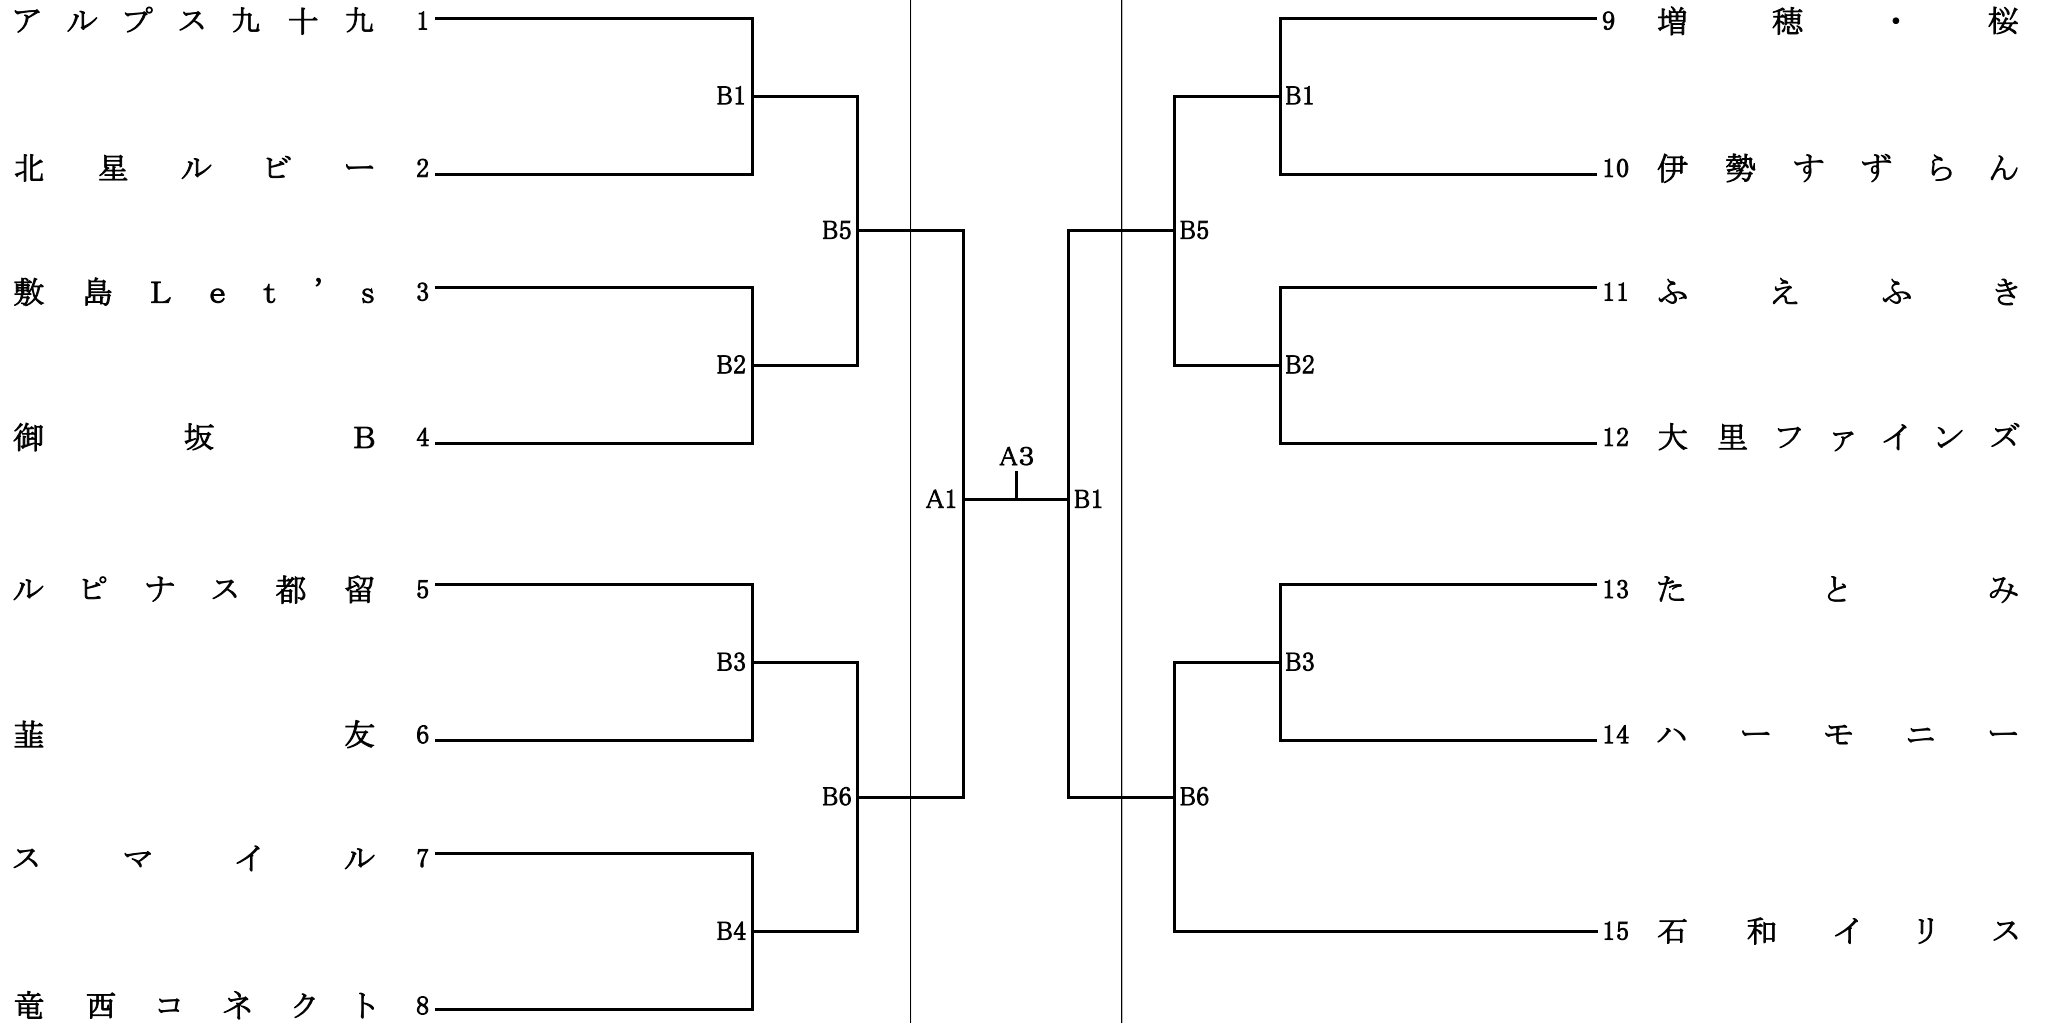 アルプス九十九 1
9 増穂・桜
B1
B1
北星ルビー 2
10 伊勢すずらん
B5
B5
敷島Let’s 3
11 ふえふき
B2
B2
御坂B 4
12 大里ファインズ
A3
A1
B1
ルピナス都留 5
13 たとみ
B3
B3
韮友 6
14 ハーモニー
B6
B6
スマイル 7
B4
15 石和イリス
竜西コネクト 8